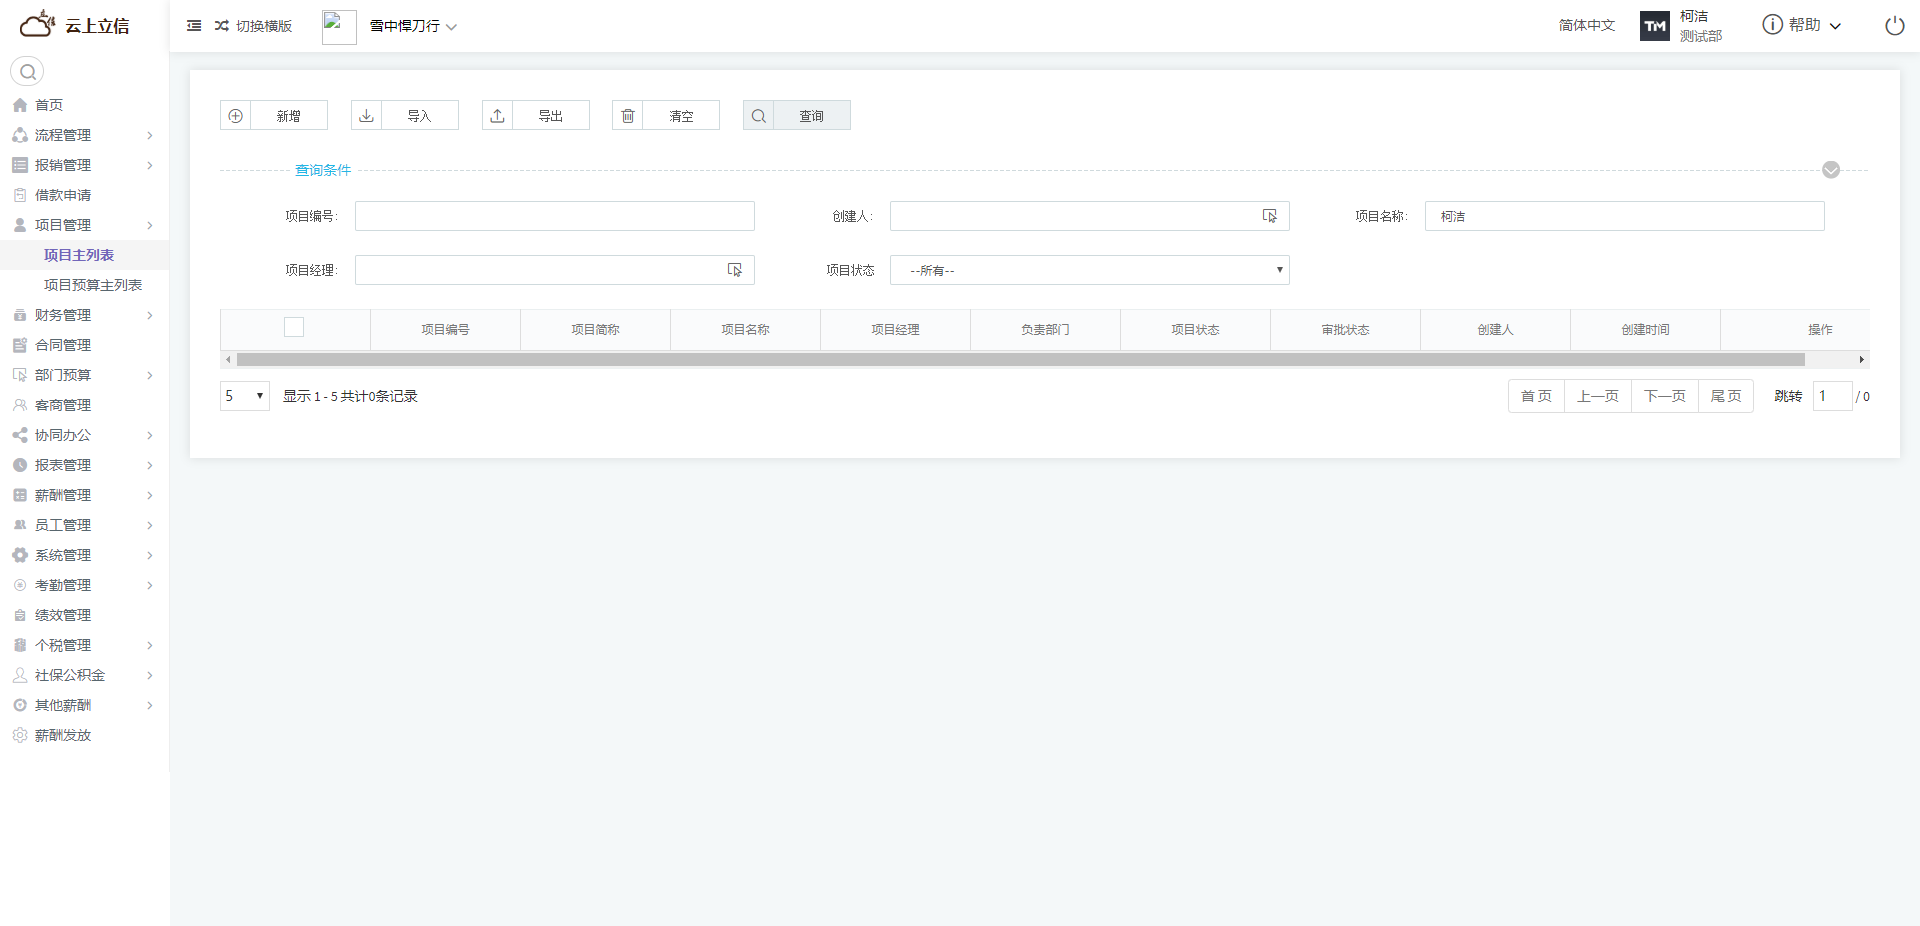 云上立信
切换横版
雪中悍刀行
简体中文
TM
柯洁
测试部
帮助
首页
流程管理
报销管理
借款申请
项目管理
项目主列表
项目预算主列表
财务管理
合同管理
部门预算
客商管理
协同办公
报表管理
薪酬管理
员工管理
系统管理
考勤管理
绩效管理
个税管理
社保公积金
其他薪酬
薪酬发放
新增 导入 导出 清空 查询
查询条件
项目编号: 创建人: 项目名称: 柯洁
项目经理: 项目状态 --所有--
项目编号 项目简称 项目名称 项目经理 负责部门 项目状态 审批状态 创建人 创建时间 操作
5 显示 1 - 5 共计0条记录 首 页 上一页 下一页 尾 页 跳转 1 / 0